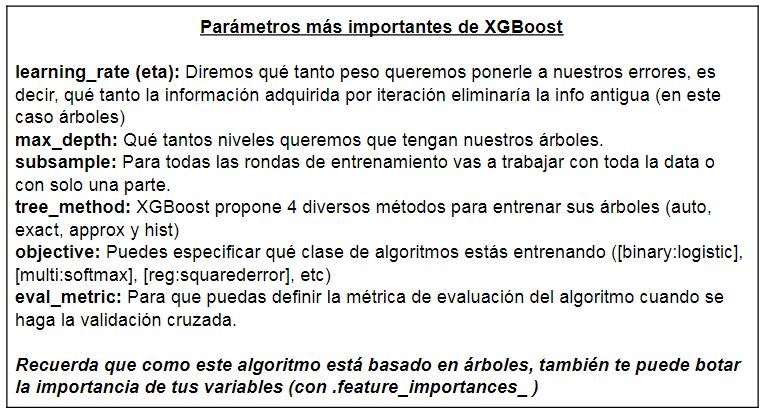 Parámetros más importantes de XGBoost
learning_rate (eta): Diremos qué tanto peso queremos ponerle a nuestros errores, es
decir, qué tanto la información adquirida por iteración eliminaría la info antigua (en este
caso árboles)
max_depth: Qué tantos niveles queremos que tengan nuestros árboles.
subsample: Para todas las rondas de entrenamiento vas a trabajar con toda la data o
con solo una parte.
tree_method: XGBoost propone 4 diversos métodos para entrenar sus árboles (auto,
exact, approx y hist)
objective: Puedes especificar qué clase de algoritmos estás entrenando ([binary:logistic],
[multi:softmax], [reg:squarederror], etc)
eval_metric: Para que puedas definir la métrica de evaluación del algoritmo cuando se
haga la validación cruzada.
Recuerda que como este algoritmo está basado en árboles, también te puede botar
la importancia de tus variables (con .feature_importances_ )